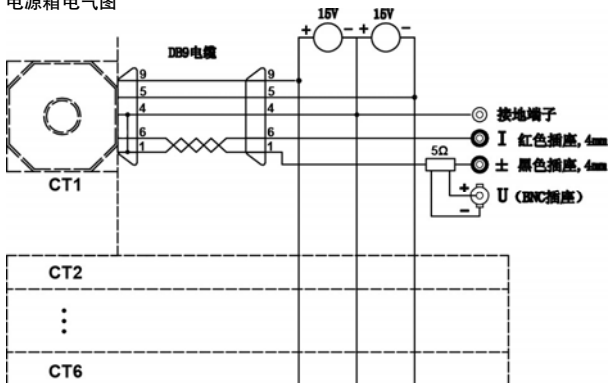 电源箱电气图
15V 15V
+ - + -
DB9电缆
9 9
5 5
4 4
6 6
1 1
接地端子
I 红色插座,4mm
5Ω
± 黑色插座,4mm
+
U (BNC插座)
-
CT1
CT2
⋮
CT6